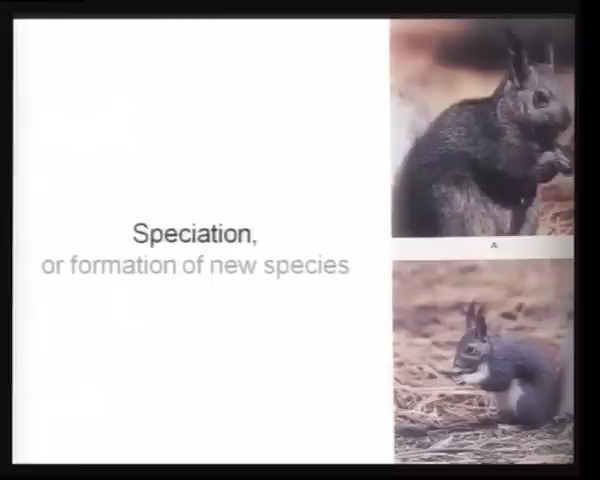 Speciation,
or formation of new species
A